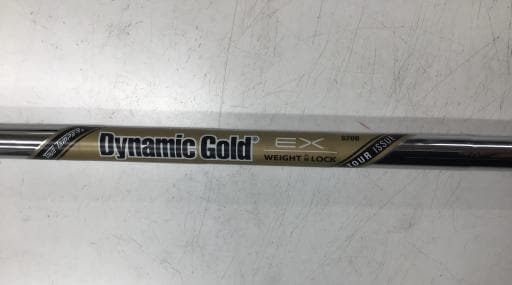 Dynamic Gold®
EX
WEIGHT LOCK
S200
TOUR ISSUE